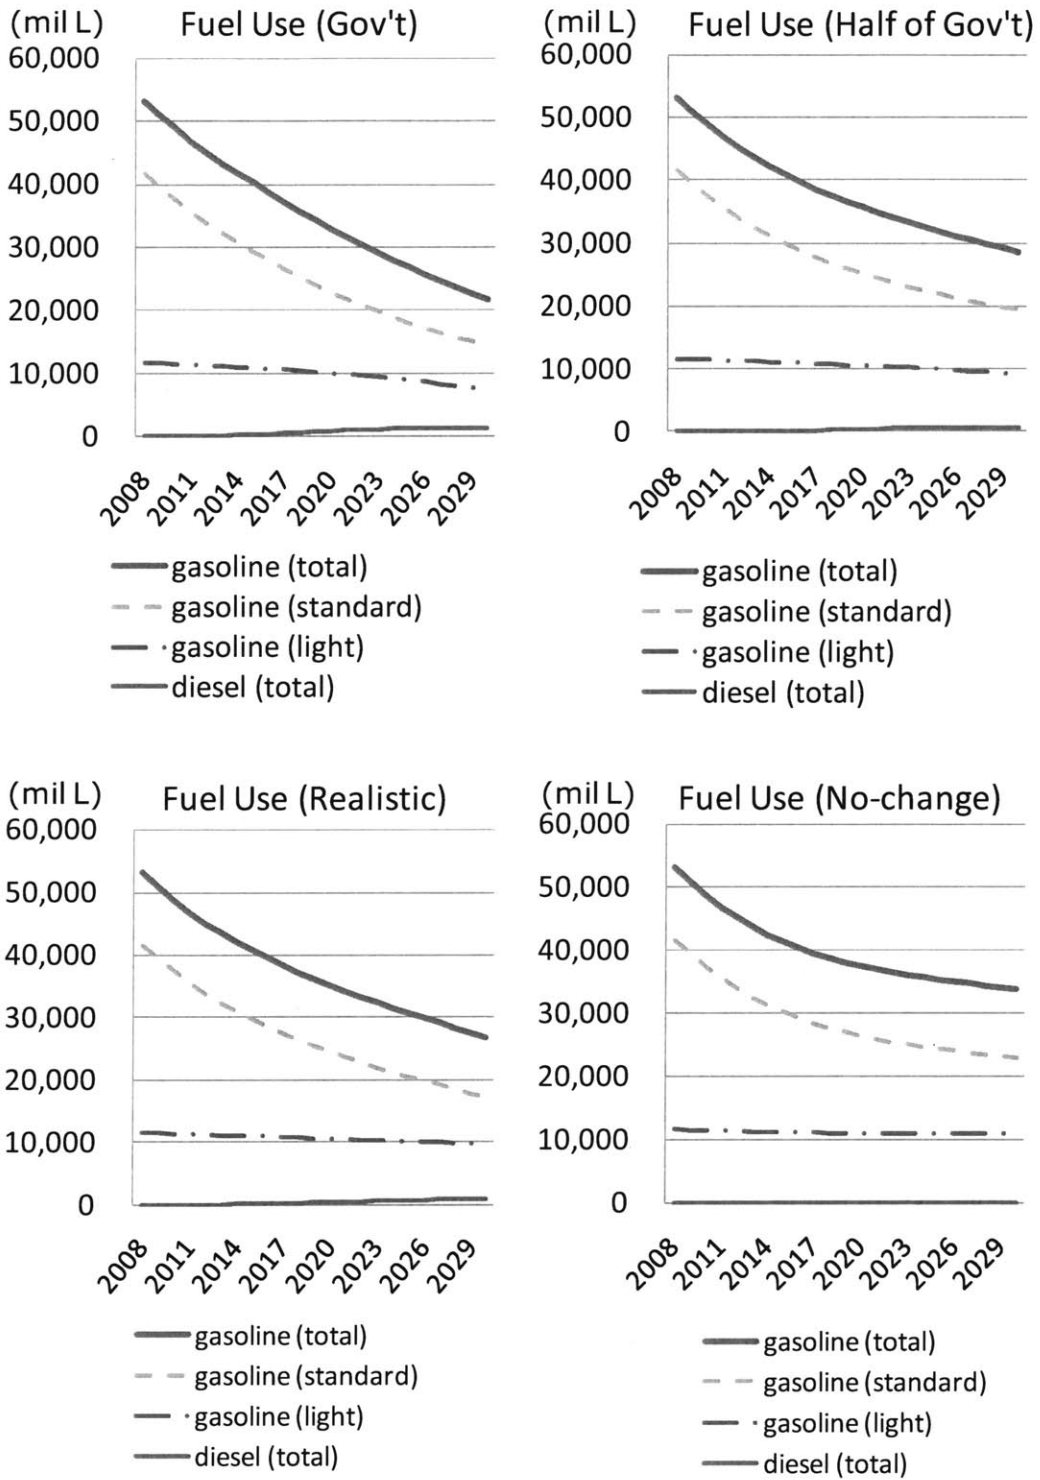 (mil L) Fuel Use (Gov't)
60,000
50,000
40,000
30,000
20,000
10,000
0
2008 2011 2014 2017 2020 2023 2026 2029
gasoline (total)
gasoline (standard)
gasoline (light)
diesel (total)
(mil L) Fuel Use (Half of Gov't)
60,000
50,000
40,000
30,000
20,000
10,000
0
2008 2011 2014 2017 2020 2023 2026 2029
gasoline (total)
gasoline (standard)
gasoline (light)
diesel (total)
(mil L) Fuel Use (Realistic)
60,000
50,000
40,000
30,000
20,000
10,000
0
2008 2011 2014 2017 2020 2023 2026 2029
gasoline (total)
gasoline (standard)
gasoline (light)
diesel (total)
(mil L) Fuel Use (No-change)
60,000
50,000
40,000
30,000
20,000
10,000
0
2008 2011 2014 2017 2020 2023 2026 2029
gasoline (total)
gasoline (standard)
gasoline (light)
diesel (total)